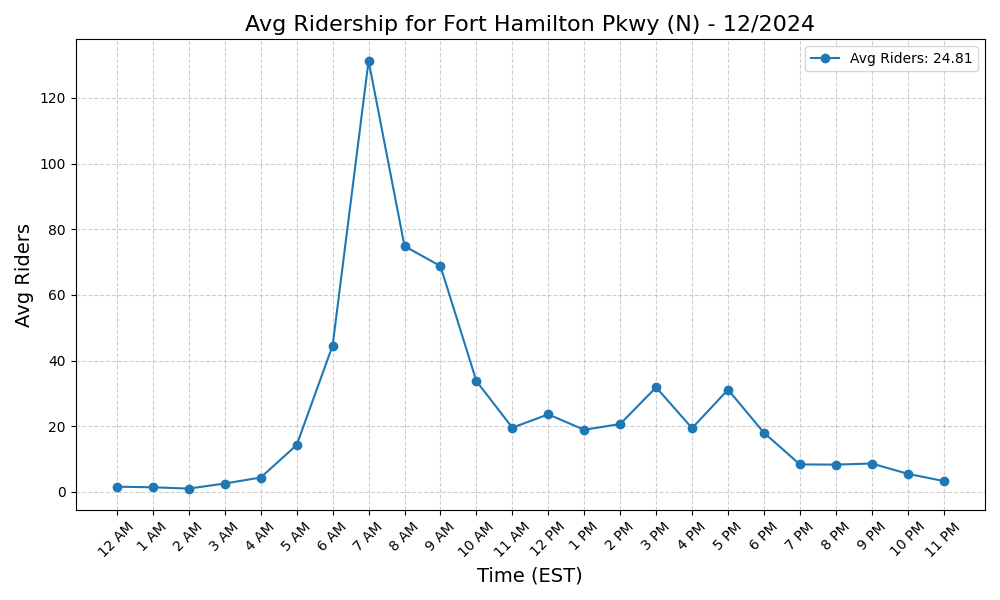 Avg Ridership for Fort Hamilton Pkwy (N) - 12/2024
Avg Riders: 24.81
Avg Riders
120
100
80
60
40
20
0
12 AM
1 AM
2 AM
3 AM
4 AM
5 AM
6 AM
7 AM
8 AM
9 AM
10 AM
11 AM
12 PM
1 PM
2 PM
3 PM
4 PM
5 PM
6 PM
7 PM
8 PM
9 PM
10 PM
11 PM
Time (EST)